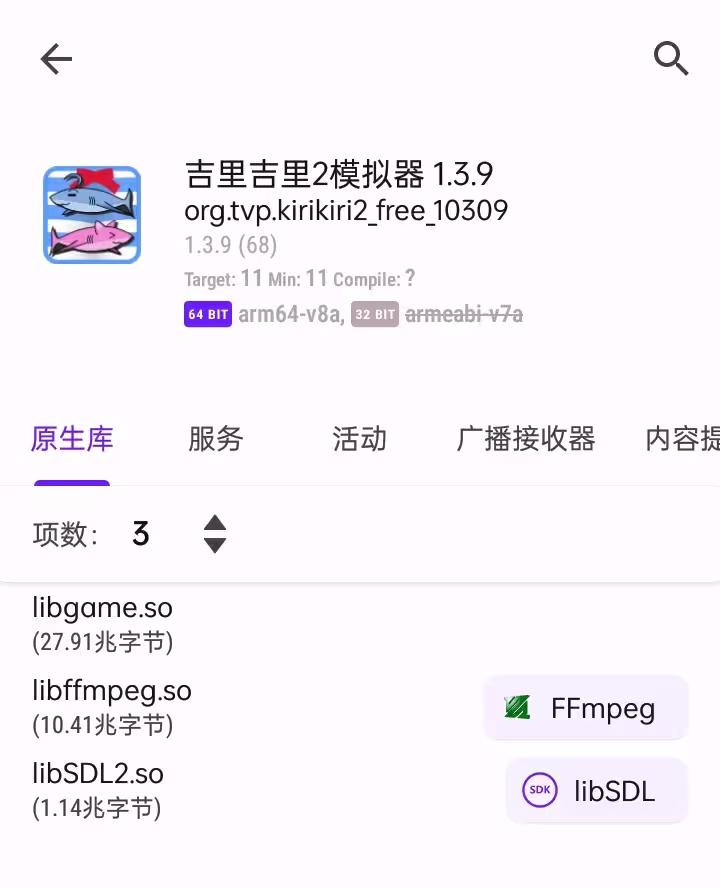 吉里吉里2模拟器 1.3.9
org.tvp.kirikiri2_free_10309
1.3.9 (68)
Target: 11 Min: 11 Compile: ?
64 BIT arm64-v8a, 32 BIT armeabi-v7a
原生库 服务 活动 广播接收器 内容提
项数： 3
libgame.so
(27.91兆字节)
libffmpeg.so
(10.41兆字节)
FFmpeg
libSDL2.so
(1.14兆字节)
SDK libSDL